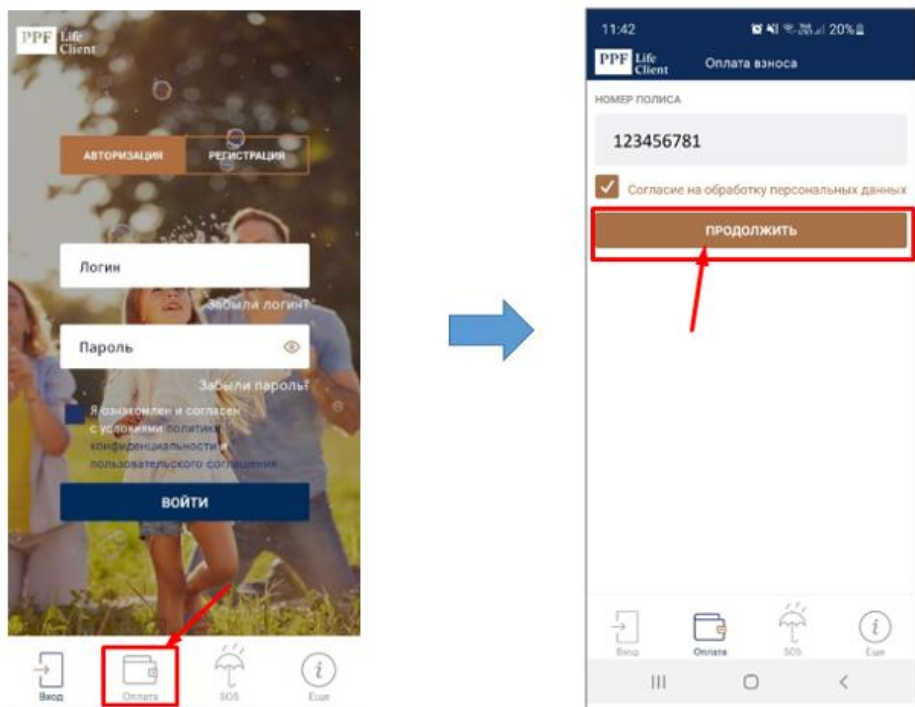 PPF Life
Client
АВТОРИЗАЦИЯ
РЕГИСТРАЦИЯ
Логин
Забыли логин?
Пароль
Забыли пароль?
Я ознакомлен и согласен
с условиями политики
конфиденциальности и
пользовательского соглашения
ВОЙТИ
Вход
Оплата
SOS
Еще
11:42
20%
PPF Life
Client
Оплата взноса
НОМЕР ПОЛИСА
123456781
Согласие на обработку персональных данных
ПРОДОЛЖИТЬ
Вход
Оплата
SOS
Еще